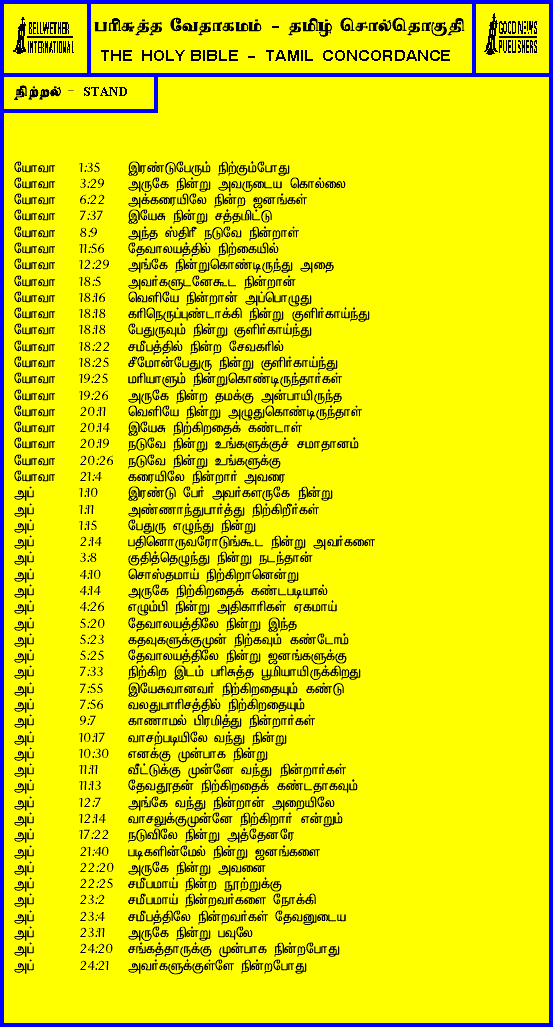 BELLWETHER
INTERNATIONAL
பரிசுத்த வேதாகமம் - தமிழ் சொல்தொகுதி
THE HOLY BIBLE - TAMIL CONCORDANCE
GOOD NEWS
PUBLISHERS
நிற்றல் - STAND
யோவா 1:35 இரண்டுபேரும் நிற்கும்போது
யோவா 3:29 அருகே நின்று அவருடைய கொல்லை
யோவா 6:22 அக்கரையிலே நின்ற ஜனங்கள்
யோவா 7:37 இயேசு நின்று சத்தமிட்டு
யோவா 8.9 அந்த ஸ்திரீ நடுவே நின்றாள்
யோவா 11:56 தேவாலயத்தில் நிற்கையில்
யோவா 12:29 அங்கே நின்றுகொண்டிருந்து அதை
யோவா 18:5 அவர்களுடனேகூட நின்றான்
யோவா 18:16 வெளியே நின்றான் அப்பொழுது
யோவா 18:18 கரிநெருப்புண்டாக்கி நின்று குளிர்காய்ந்து
யோவா 18:18 பேதுருவும் நின்று குளிர்காய்ந்து
யோவா 18:22 சமீபத்தில் நின்ற சேவகரில்
யோவா 18:25 சீமோன்பேதுரு நின்று குளிர்காய்ந்து
யோவா 19:25 மரியாளும் நின்றுகொண்டிருந்தார்கள்
யோவா 19:26 அருகே நின்ற தமக்கு அன்பாயிருந்த
யோவா 20:11 வெளியே நின்று அழுதுகொண்டிருந்தாள்
யோவா 20:14 இயேசு நிற்கிறதைக் கண்டாள்
யோவா 20:19 நடுவே நின்று உங்களுக்குச் சமாதானம்
யோவா 20:26 நடுவே நின்று உங்களுக்கு
யோவா 21:4 கரையிலே நின்றார் அவரை
அப் 1:10 இரண்டு பேர் அவர்களருகே நின்று
அப் 1:11 அண்ணாந்துபார்த்து நிற்கிறீர்கள்
அப் 1:15 பேதுரு எழுந்து நின்று
அப் 2:14 பதினொருவரோடுங்கூட நின்று அவர்களை
அப் 3:8 குதித்தெழுந்து நின்று நடந்தான்
அப் 4:10 சொஸ்தமாய் நிற்கிறானென்று
அப் 4:14 அருகே நிற்கிறதைக் கண்டபடியால்
அப் 4:26 எழும்பி நின்று அதிகாரிகள் ஏகமாய்
அப் 5:20 தேவாலயத்திலே நின்று இந்த
அப் 5:23 கதவுகளுக்குமுன் நிற்கவும் கண்டோம்
அப் 5:25 தேவாலயத்திலே நின்று ஜனங்களுக்கு
அப் 7:33 நிற்கிற இடம் பரிசுத்த பூமியாயிருக்கிறது
அப் 7:55 இயேசுவானவர் நிற்கிறதையும் கண்டு
அப் 7:56 வலதுபாரிசத்தில் நிற்கிறதையும்
அப் 9:7 காணாமல் பிரமித்து நின்றார்கள்
அப் 10:17 வாசற்படியிலே வந்து நின்று
அப் 10:30 எனக்கு முன்பாக நின்று
அப் 11:11 வீட்டுக்கு முன்னே வந்து நின்றார்கள்
அப் 11:13 தேவதூதன் நிற்கிறதைக் கண்டதாகவும்
அப் 12:7 அங்கே வந்து நின்றான் அறையிலே
அப் 12:14 வாசலுக்குமுன்னே நிற்கிறார் என்றும்
அப் 17:22 நடுவிலே நின்று அத்தேனரே
அப் 21:40 படிகளின்மேல் நின்று ஜனங்களை
அப் 22:20 அருகே நின்று அவனை
அப் 22:25 சமீபமாய் நின்ற நூற்றுக்கு
அப் 23:2 சமீபமாய் நின்றவர்களை நோக்கி
அப் 23:4 சமீபத்திலே நின்றவர்கள் தேவனுடைய
அப் 23:11 அருகே நின்று பவுலே
அப் 24:20 சங்கத்தாருக்கு முன்பாக நின்றபோது
அப் 24:21 அவர்களுக்குள்ளே நின்றபோது